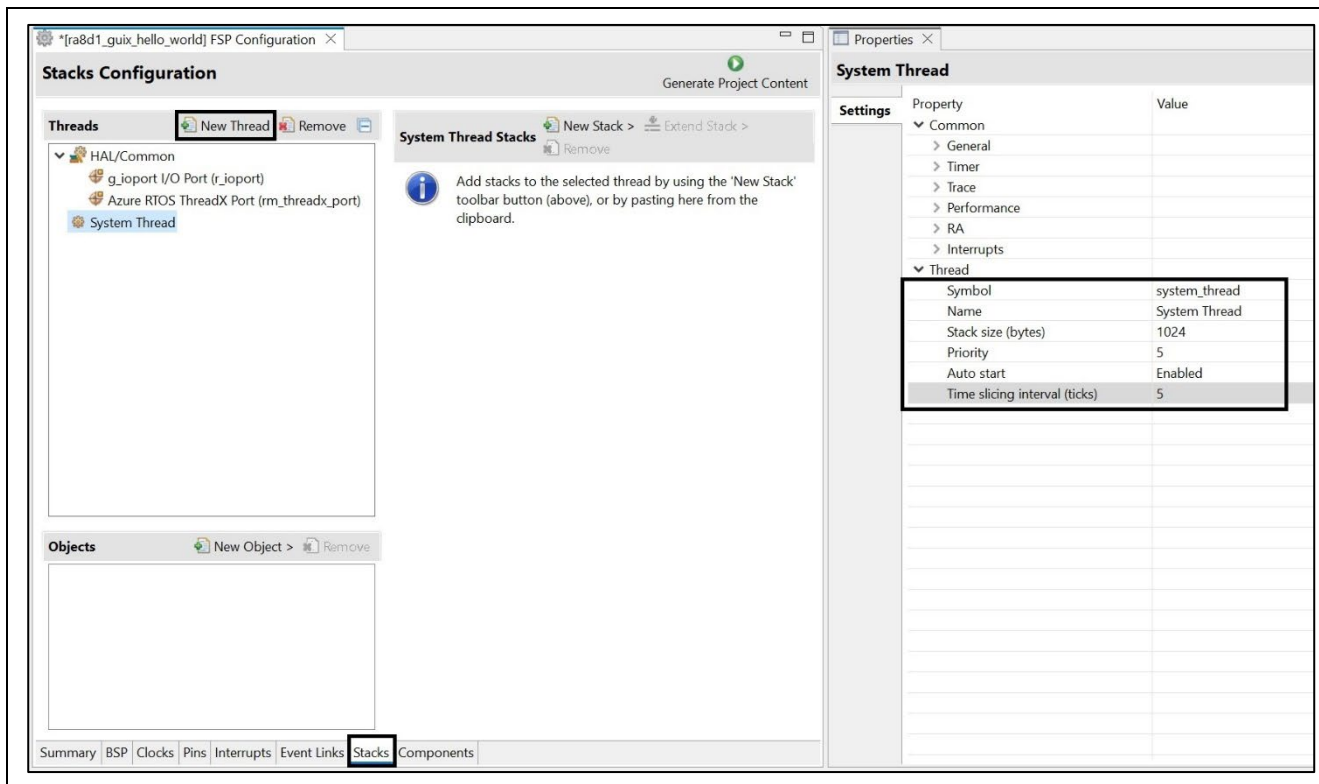 *[ra8d1_guix_hello_world] FSP Configuration
Stacks Configuration
Generate Project Content
Threads
New Thread
Remove
HAL/Common
g_ioport I/O Port (r_ioport)
Azure RTOS ThreadX Port (rm_threadx_port)
System Thread
System Thread Stacks
New Stack >
Extend Stack >
Remove
Add stacks to the selected thread by using the 'New Stack'
toolbar button (above), or by pasting here from the
clipboard.
Objects
New Object >
Remove
Summary BSP Clocks Pins Interrupts Event Links Stacks Components
Properties
System Thread
Settings
Property Value
Common
General
Timer
Trace
Performance
RA
Interrupts
Thread
Symbol system_thread
Name System Thread
Stack size (bytes) 1024
Priority 5
Auto start Enabled
Time slicing interval (ticks) 5